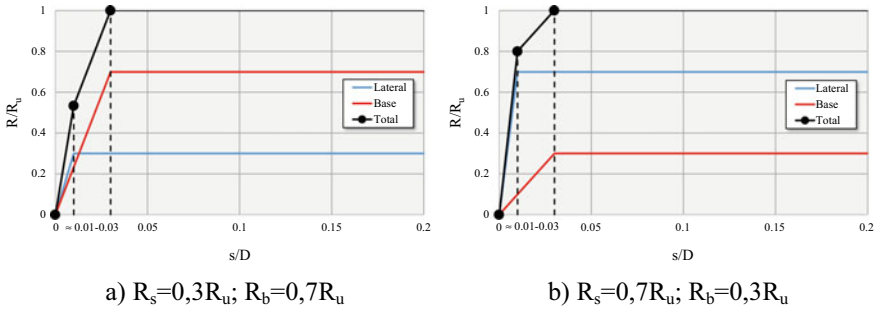 1
0.8
0.6
0.4
0.2
0
R/Ru
Lateral
Base
Total
0 ≈ 0.01-0.03 0.05 0.1 0.15 0.2
s/D
a) Rs=0,3Ru; Rb=0,7Ru
1
0.8
0.6
0.4
0.2
0
R/Ru
Lateral
Base
Total
0 ≈ 0.01-0.03 0.05 0.1 0.15 0.2
s/D
b) Rs=0,7Ru; Rb=0,3Ru